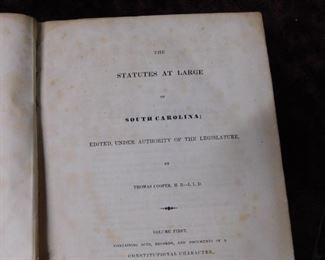 THE
STATUTES AT LARGE
OF
SOUTH CAROLINA;
EDITED, UNDER AUTHORITY OF THE LEGISLATURE,
BY
THOMAS COOPER, M. D.—L. L. D.
VOLUME FIRST,
CONTAINING ACTS, RECORDS, AND DOCUMENTS OF A
CONSTITUTIONAL CHARACTER,